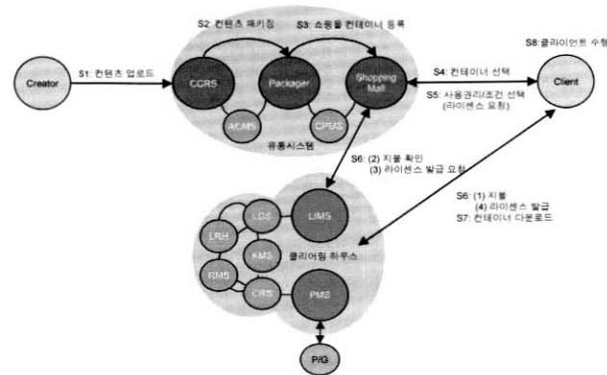 S2: 컨텐츠 패키징
S3: 쇼핑몰 컨테이너 등록
S8:클라이언트 수행
Creator
S1: 컨텐츠 업로드
CCRS
Packager
Shopping
Mall
S4: 컨테이너 선택
S5: 사용권리/조건 선택
(라이센스 요청)
Client
ACMS
CPMS
유통시스템
S6: (2) 지불 확인
(3) 라이센스 발급 요청
S6: (1) 지불
(4) 라이센스 발급
S7: 컨테이너 다운로드
LDS
LIMS
LRH
KMS
클리어링 하우스
RMS
CRS
PMS
P/G